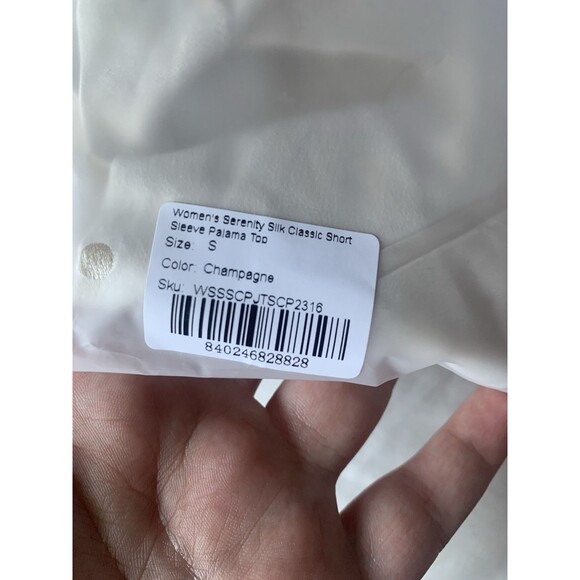 Women's Serenity Silk Classic Short
Sleeve Pajama Top
Size: S
Color: Champagne
Sku: WSSSCPJTSCP2316
840246828828